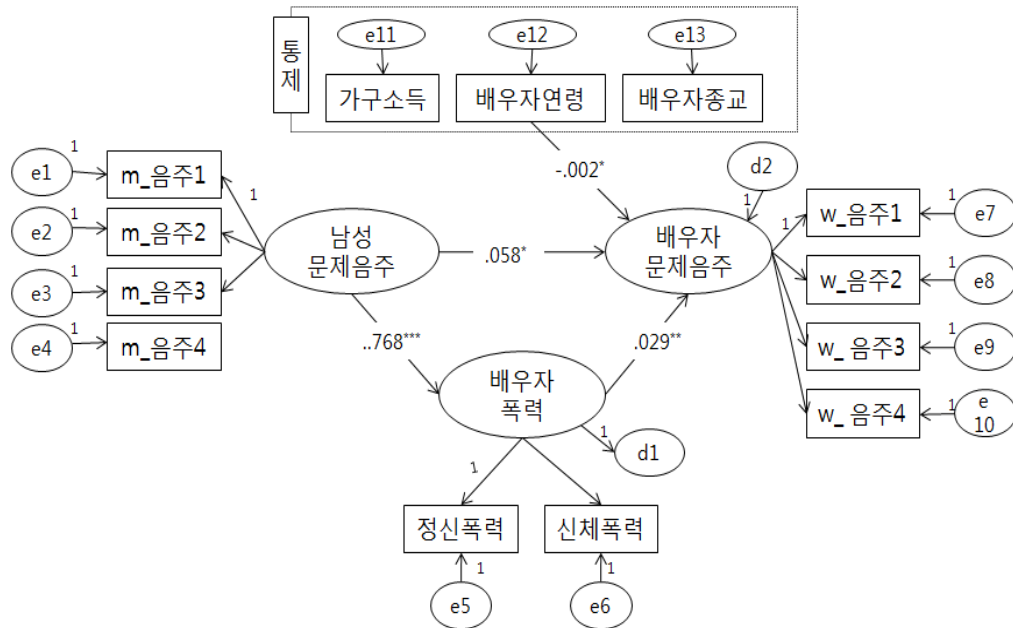 통
제
e11
e12
e13
가구소득
배우자연령
배우자종교
-.002*
d2
1
e1
1
m_음주1
e2
1
m_음주2
e3
1
m_음주3
e4
1
m_음주4
1
남성
문제음주
.058*
배우자
문제음주
1
w_음주1
1
e7
w_음주2
1
e8
w_ 음주3
1
e9
w_ 음주4
1
e
10
..768***
.029**
배우자
폭력
1
d1
1
정신폭력
신체폭력
1
1
e5
e6